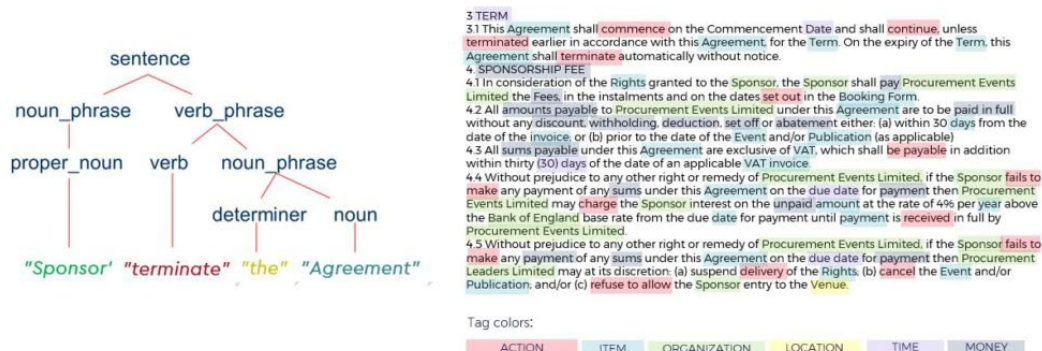 sentence
noun_phrase verb_phrase
proper_noun verb noun_phrase
determiner noun
"Sponsor' "terminate" "the" "Agreement"
3 TERM
3.1 This Agreement shall commence on the Commencement Date and shall continue, unless
terminated earlier in accordance with this Agreement, for the Term. On the expiry of the Term, this
Agreement shall terminate automatically without notice.
4. SPONSORSHIP FEE
4.1 In consideration of the Rights granted to the Sponsor, the Sponsor shall pay Procurement Events
Limited the Fees, in the instalments and on the dates set out in the Booking Form.
4.2 All amounts payable to Procurement Events Limited under this Agreement are to be paid in full
without any discount, withholding, deduction, set off or abatement either: (a) within 30 days from the
date of the invoice; or (b) prior to the date of the Event and/or Publication (as applicable)
4.3 All sums payable under this Agreement are exclusive of VAT, which shall be payable in addition
within thirty (30) days of the date of an applicable VAT invoice.
4.4 Without prejudice to any other right or remedy of Procurement Events Limited, if the Sponsor fails to
make any payment of any sums under this Agreement on the due date for payment then Procurement
Events Limited may charge the Sponsor interest on the unpaid amount at the rate of 4% per year above
the Bank of England base rate from the due date for payment until payment is received in full by
Procurement Events Limited.
4.5 Without prejudice to any other right or remedy of Procurement Events Limited, if the Sponsor fails to
make any payment of any sums under this Agreement on the due date for payment then Procurement
Leaders Limited may at its discretion: (a) suspend delivery of the Rights; (b) cancel the Event and/or
Publication; and/or (c) refuse to allow the Sponsor entry to the Venue.
Tag colors:
ACTION ITEM ORGANIZATION LOCATION TIME MONEY